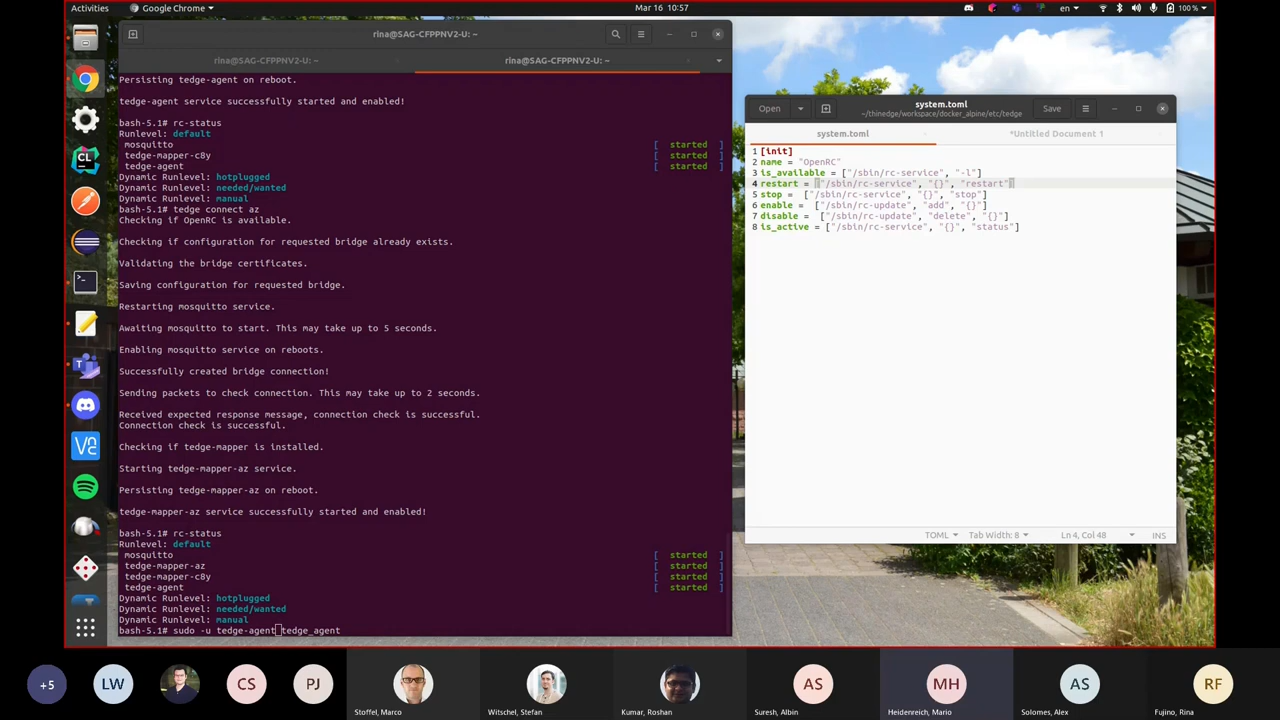 Activities
Google Chrome
Mar 16 10:57
en
100 %
rina@SAG-CFPPNV2-U: ~
rina@SAG-CFPPNV2-U: ~
rina@SAG-CFPPNV2-U: ~
Persisting tedge-agent on reboot.
tedge-agent service successfully started and enabled!
bash-5.1# rc-status
Runlevel: default
mosquitto [ started ]
tedge-mapper-c8y [ started ]
tedge-agent [ started ]
Dynamic Runlevel: hotplugged
Dynamic Runlevel: needed/wanted
Dynamic Runlevel: manual
bash-5.1# tedge connect az
Checking if OpenRC is available.
Checking if configuration for requested bridge already exists.
Validating the bridge certificates.
Saving configuration for requested bridge.
Restarting mosquitto service.
Awaiting mosquitto to start. This may take up to 5 seconds.
Enabling mosquitto service on reboots.
Successfully created bridge connection!
Sending packets to check connection. This may take up to 2 seconds.
Received expected response message, connection check is successful.
Connection check is successful.
Checking if tedge-mapper is installed.
Starting tedge-mapper-az service.
Persisting tedge-mapper-az on reboot.
tedge-mapper-az service successfully started and enabled!
bash-5.1# rc-status
Runlevel: default
mosquitto [ started ]
tedge-mapper-az [ started ]
tedge-mapper-c8y [ started ]
tedge-agent [ started ]
Dynamic Runlevel: hotplugged
Dynamic Runlevel: needed/wanted
Dynamic Runlevel: manual
bash-5.1# sudo -u tedge-agent tedge_agent
Open
system.toml
~/thinedge/workspace/docker_alpine/etc/tedge
Save
system.toml
*Untitled Document 1
1 [init]
2 name = "OpenRC"
3 is_available = ["/sbin/rc-service", "-l"]
4 restart = ["/sbin/rc-service", "{}", "restart"]
5 stop =  ["/sbin/rc-service", "{}", "stop"]
6 enable =  ["/sbin/rc-update", "add", "{}"]
7 disable =  ["/sbin/rc-update", "delete", "{}"]
8 is_active = ["/sbin/rc-service", "{}", "status"]
TOML
Tab Width: 8
Ln 4, Col 48
INS
+5
LW
CS
PJ
AS
MH
AS
RF
Stoffel, Marco
Witschel, Stefan
Kumar, Roshan
Suresh, Albin
Heidenreich, Mario
Solomes, Alex
Fujino, Rina